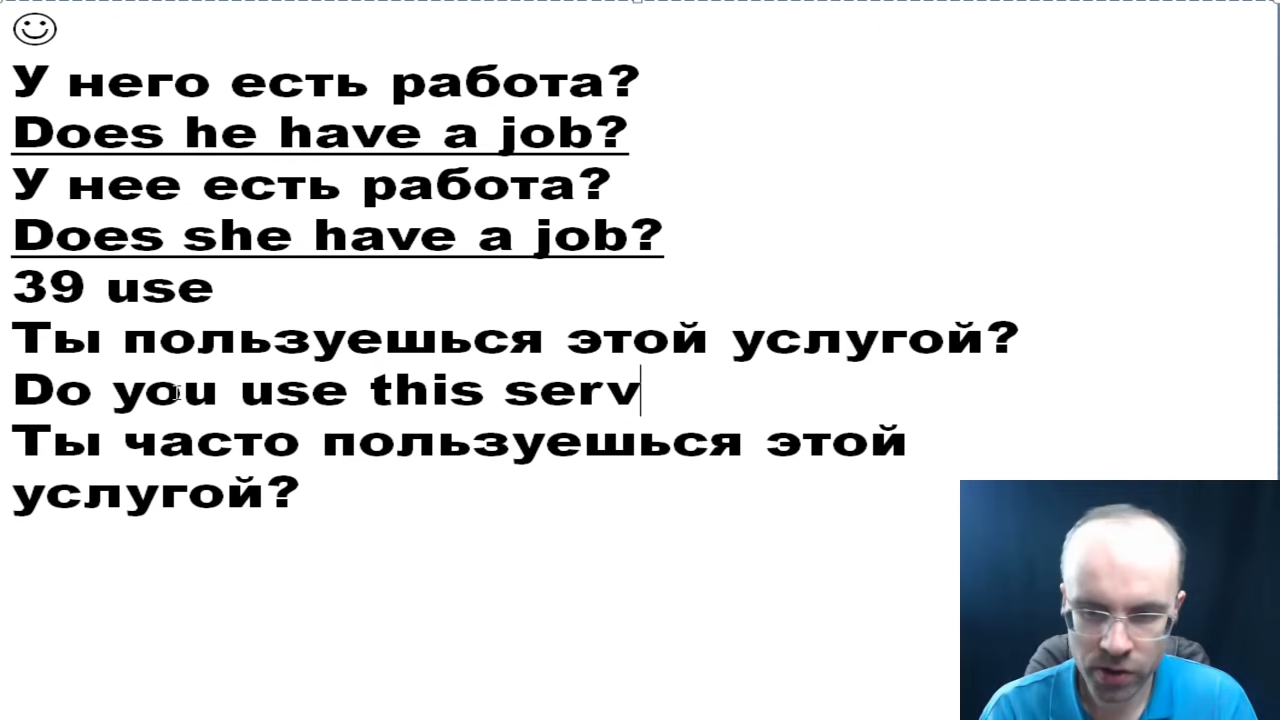 У него есть работа?
Does he have a job?
У нее есть работа?
Does she have a job?
39 use
Ты пользуешься этой услугой?
Do you use this serv
Ты часто пользуешься этой
услугой?